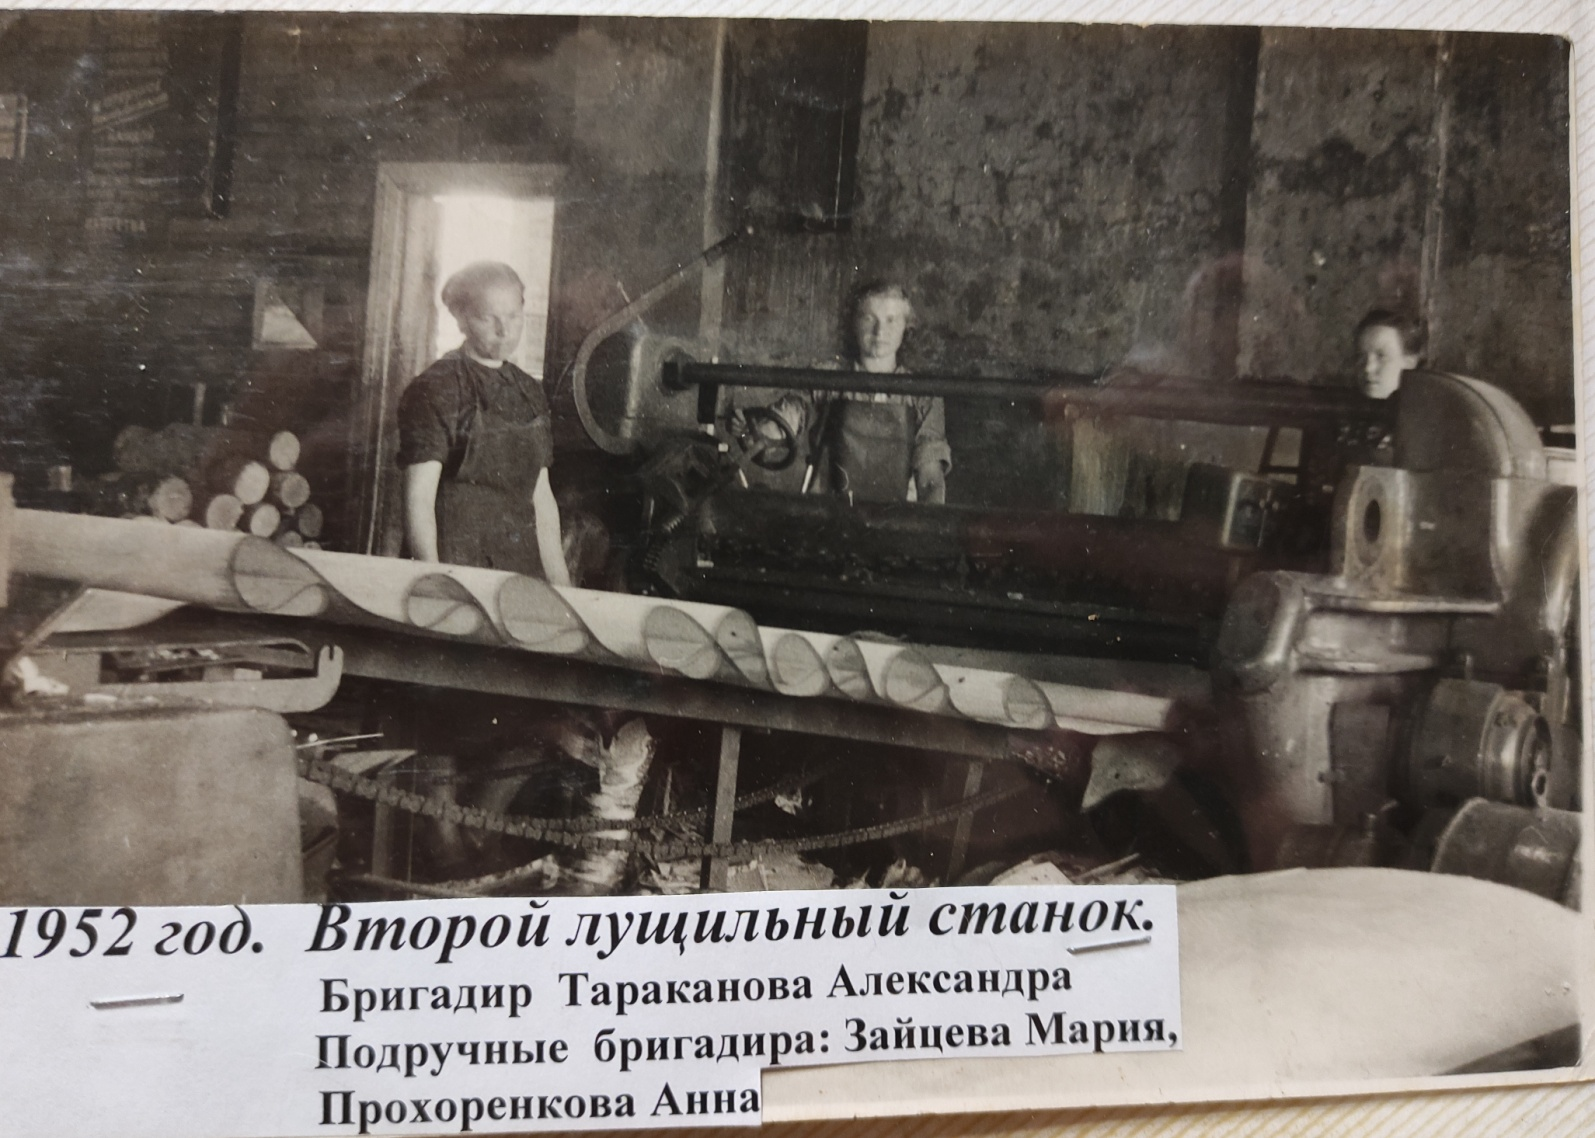 1952 год. Второй лущильный станок.
Бригадир Тараканова Александра
Подручные бригадира: Зайцева Мария,
Прохоренкова Анна